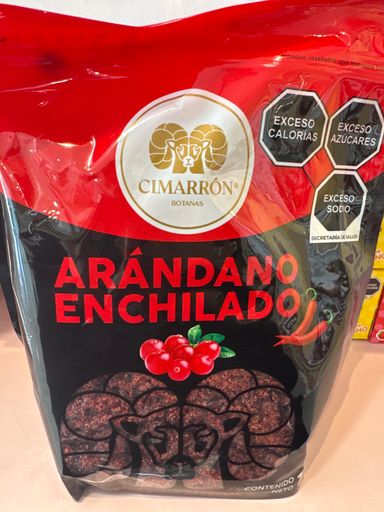 EXCESO
CALORÍAS
EXCESO
AZÚCARES
EXCESO
SODIO
SECRETARÍA DE SALUD
CIMARRÓN®
BOTANAS
ARÁNDANO
ENCHILADO
CONTENIDO
NETO